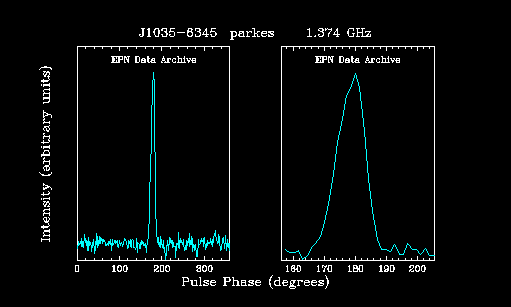 J1035-6345 parkes 1.374 GHz
EPN Data Archive EPN Data Archive
Intensity (arbitrary units)
0 100 200 300 160 170 180 190 200
Pulse Phase (degrees)